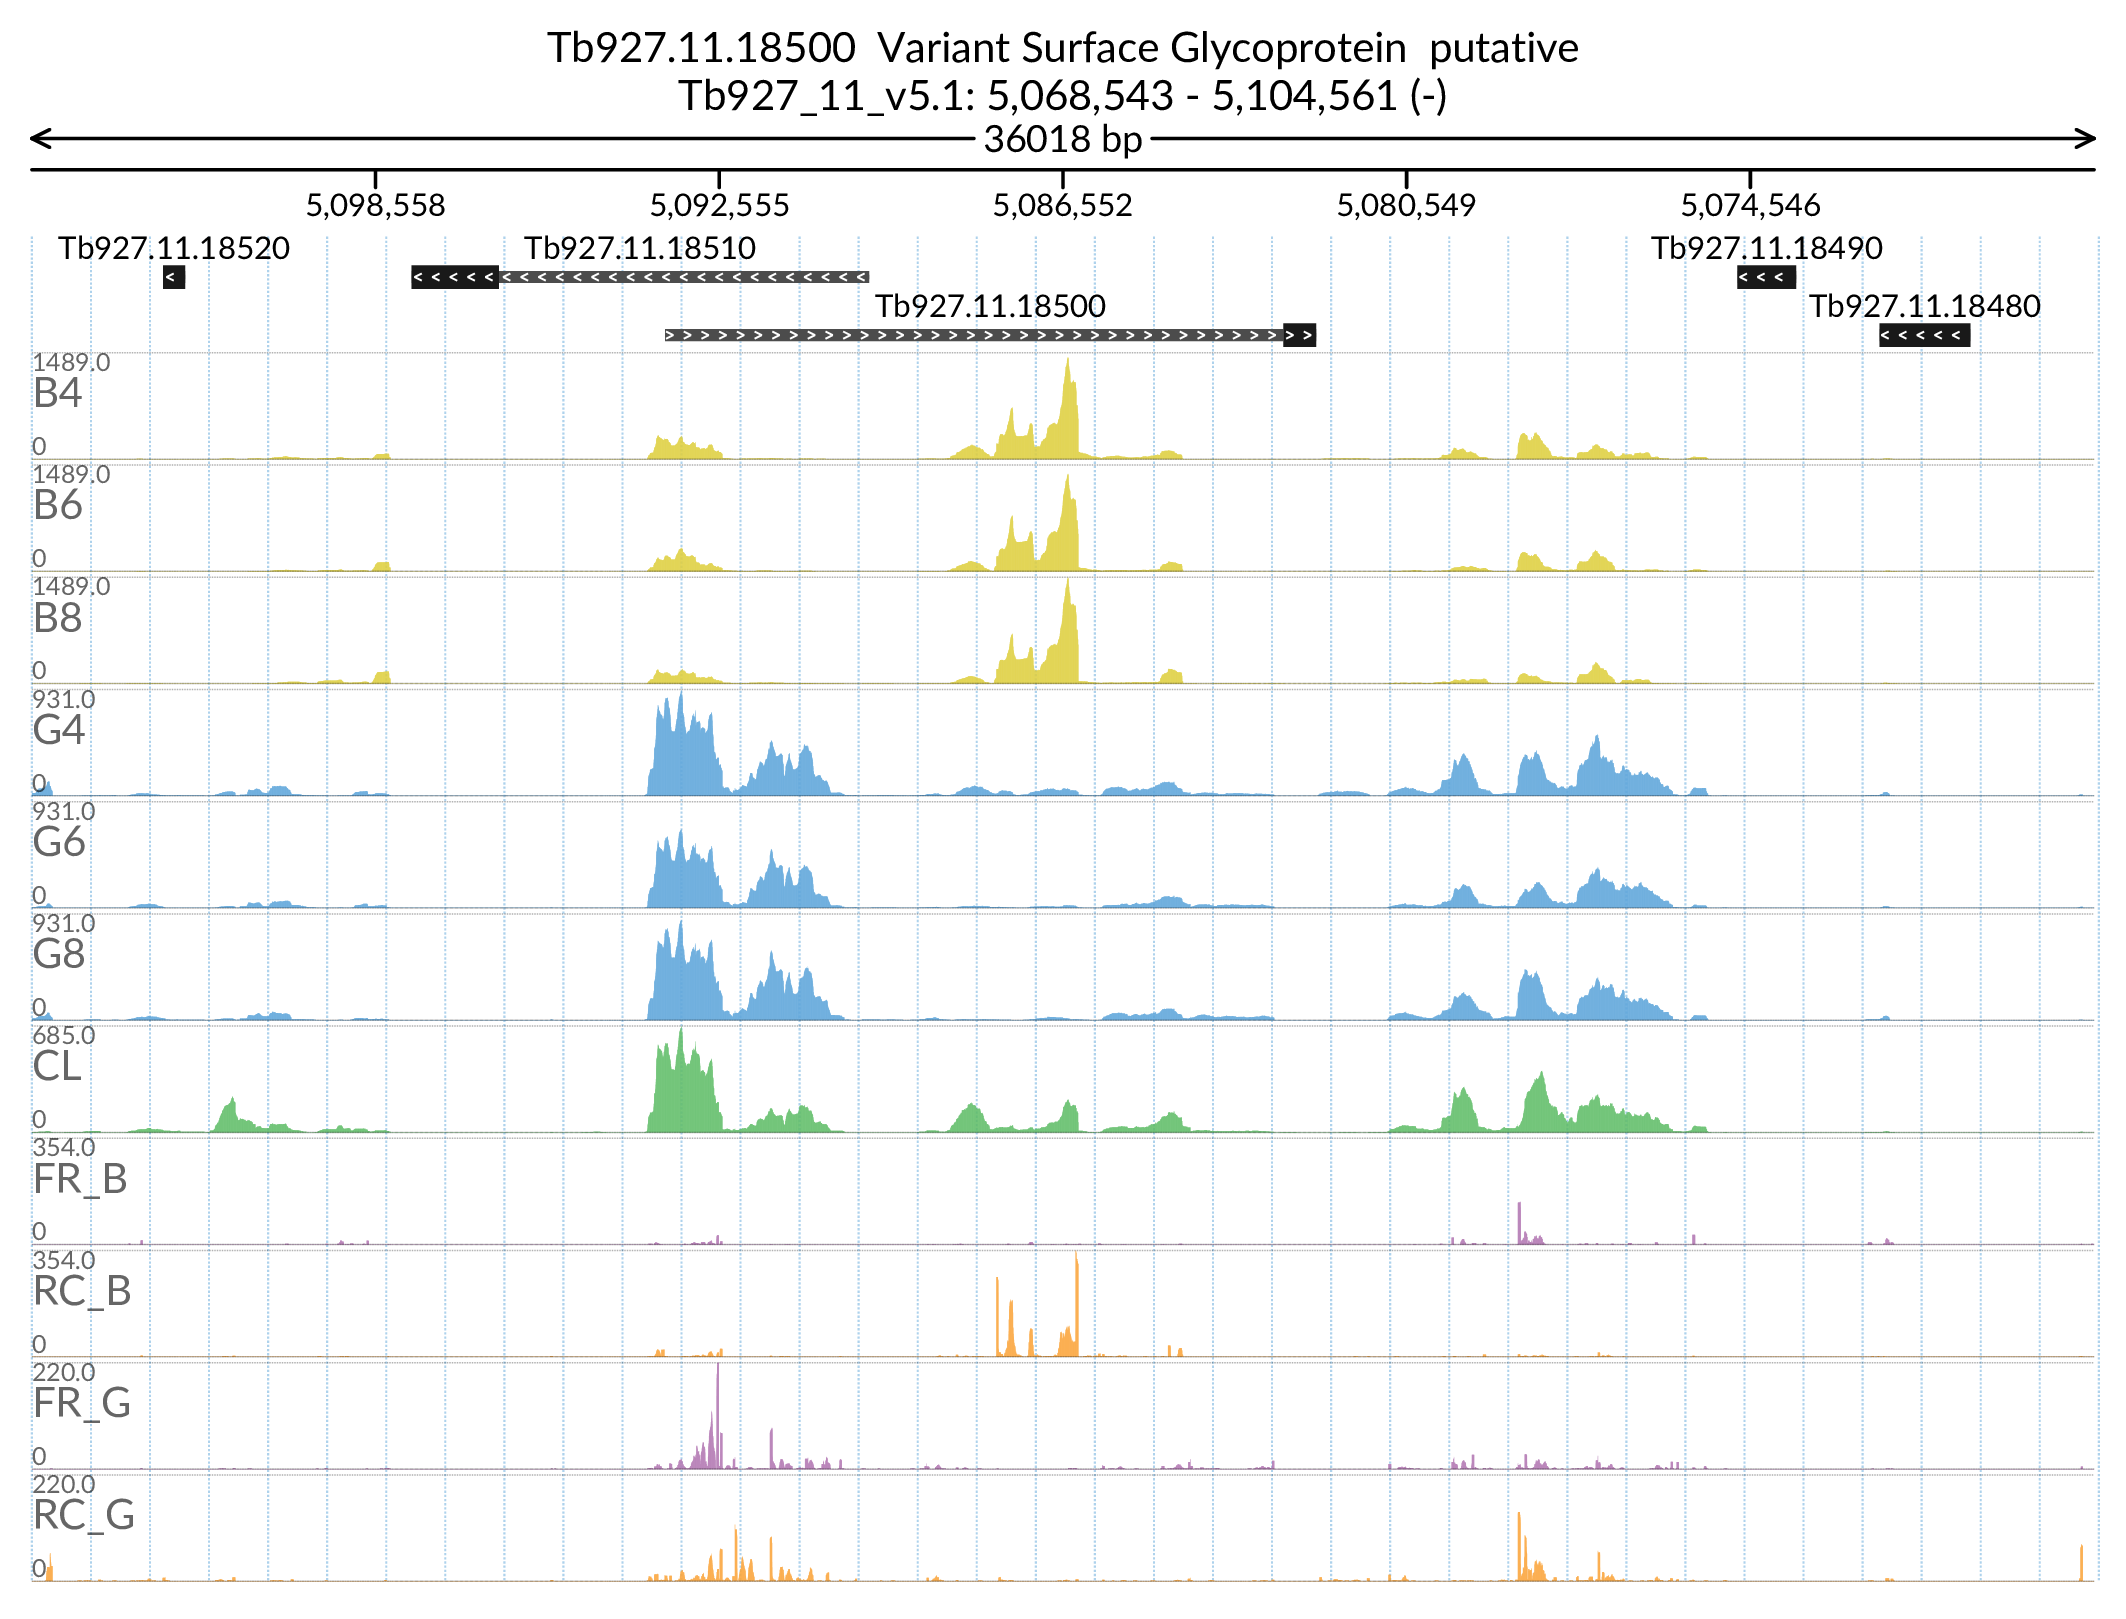 Tb927.11.18500  Variant Surface Glycoprotein  putative
Tb927_11_v5.1: 5,068,543 - 5,104,561 (-)
36018 bp
5,098,558 5,092,555 5,086,552 5,080,549 5,074,546
Tb927.11.18520 Tb927.11.18510 Tb927.11.18490
Tb927.11.18500 Tb927.11.18480
1489.0
B4
0
1489.0
B6
0
1489.0
B8
0
931.0
G4
0
931.0
G6
0
931.0
G8
0
685.0
CL
0
354.0
FR_B
0
354.0
RC_B
0
220.0
FR_G
0
220.0
RC_G
0